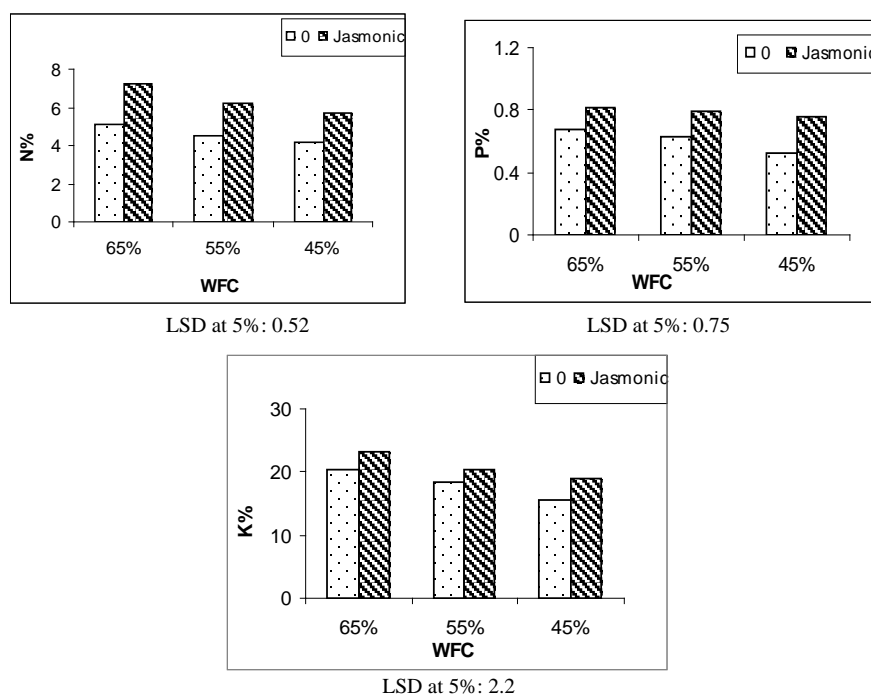 0 Jasmonic
8
6
4
2
0
N%
65% 55% 45%
WFC
LSD at 5%: 0.52
0 Jasmonic
1.2
0.8
0.4
0
P%
65% 55% 45%
WFC
LSD at 5%: 0.75
0 Jasmonic
30
20
10
0
K%
65% 55% 45%
WFC
LSD at 5%: 2.2